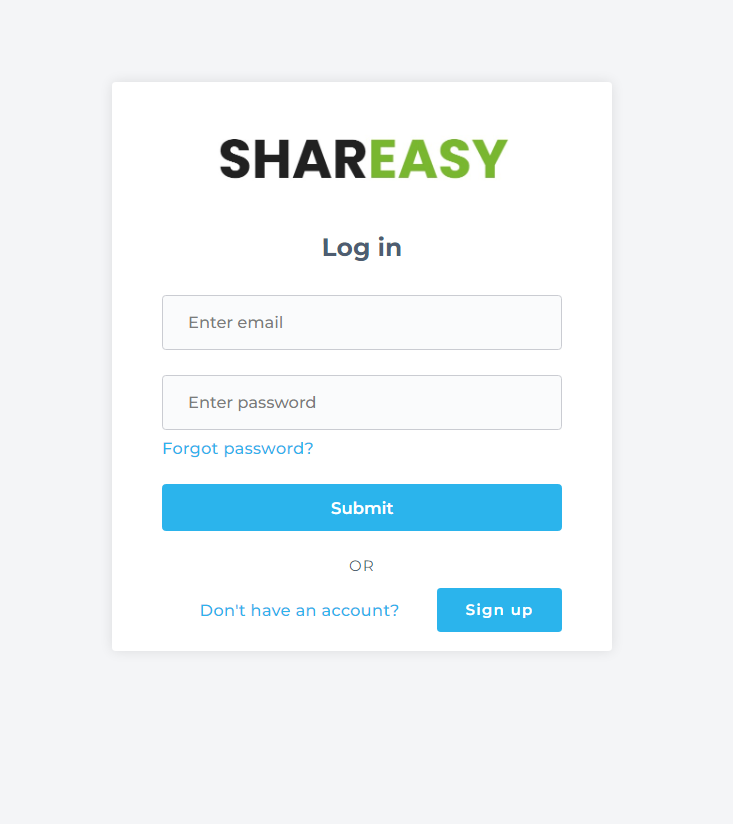 SHAREASY
Log in
Enter email
Enter password
Forgot password?
Submit
OR
Don't have an account?
Sign up